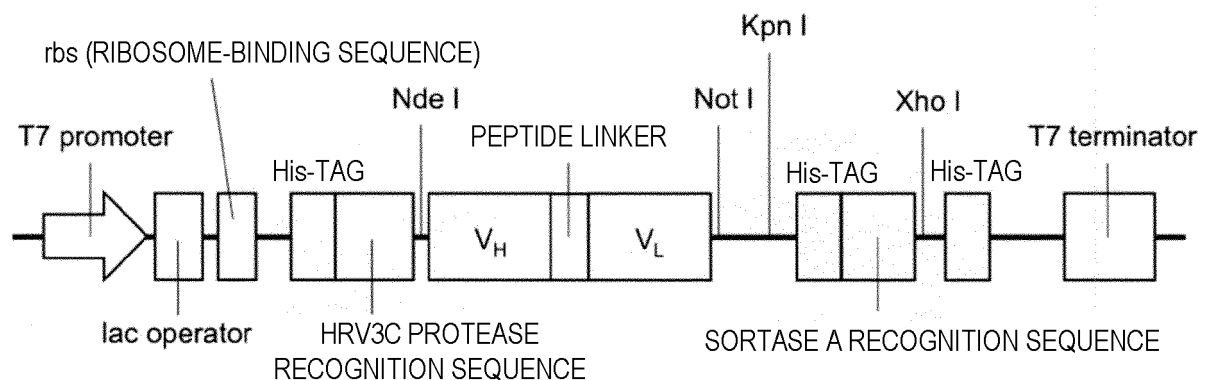 Kpn I
rbs (RIBOSOME-BINDING SEQUENCE)
Nde I
Not I
Xho I
T7 promoter
PEPTIDE LINKER
T7 terminator
His-TAG
His-TAG
His-TAG
VH
VL
lac operator
HRV3C PROTEASE
RECOGNITION SEQUENCE
SORTASE A RECOGNITION SEQUENCE